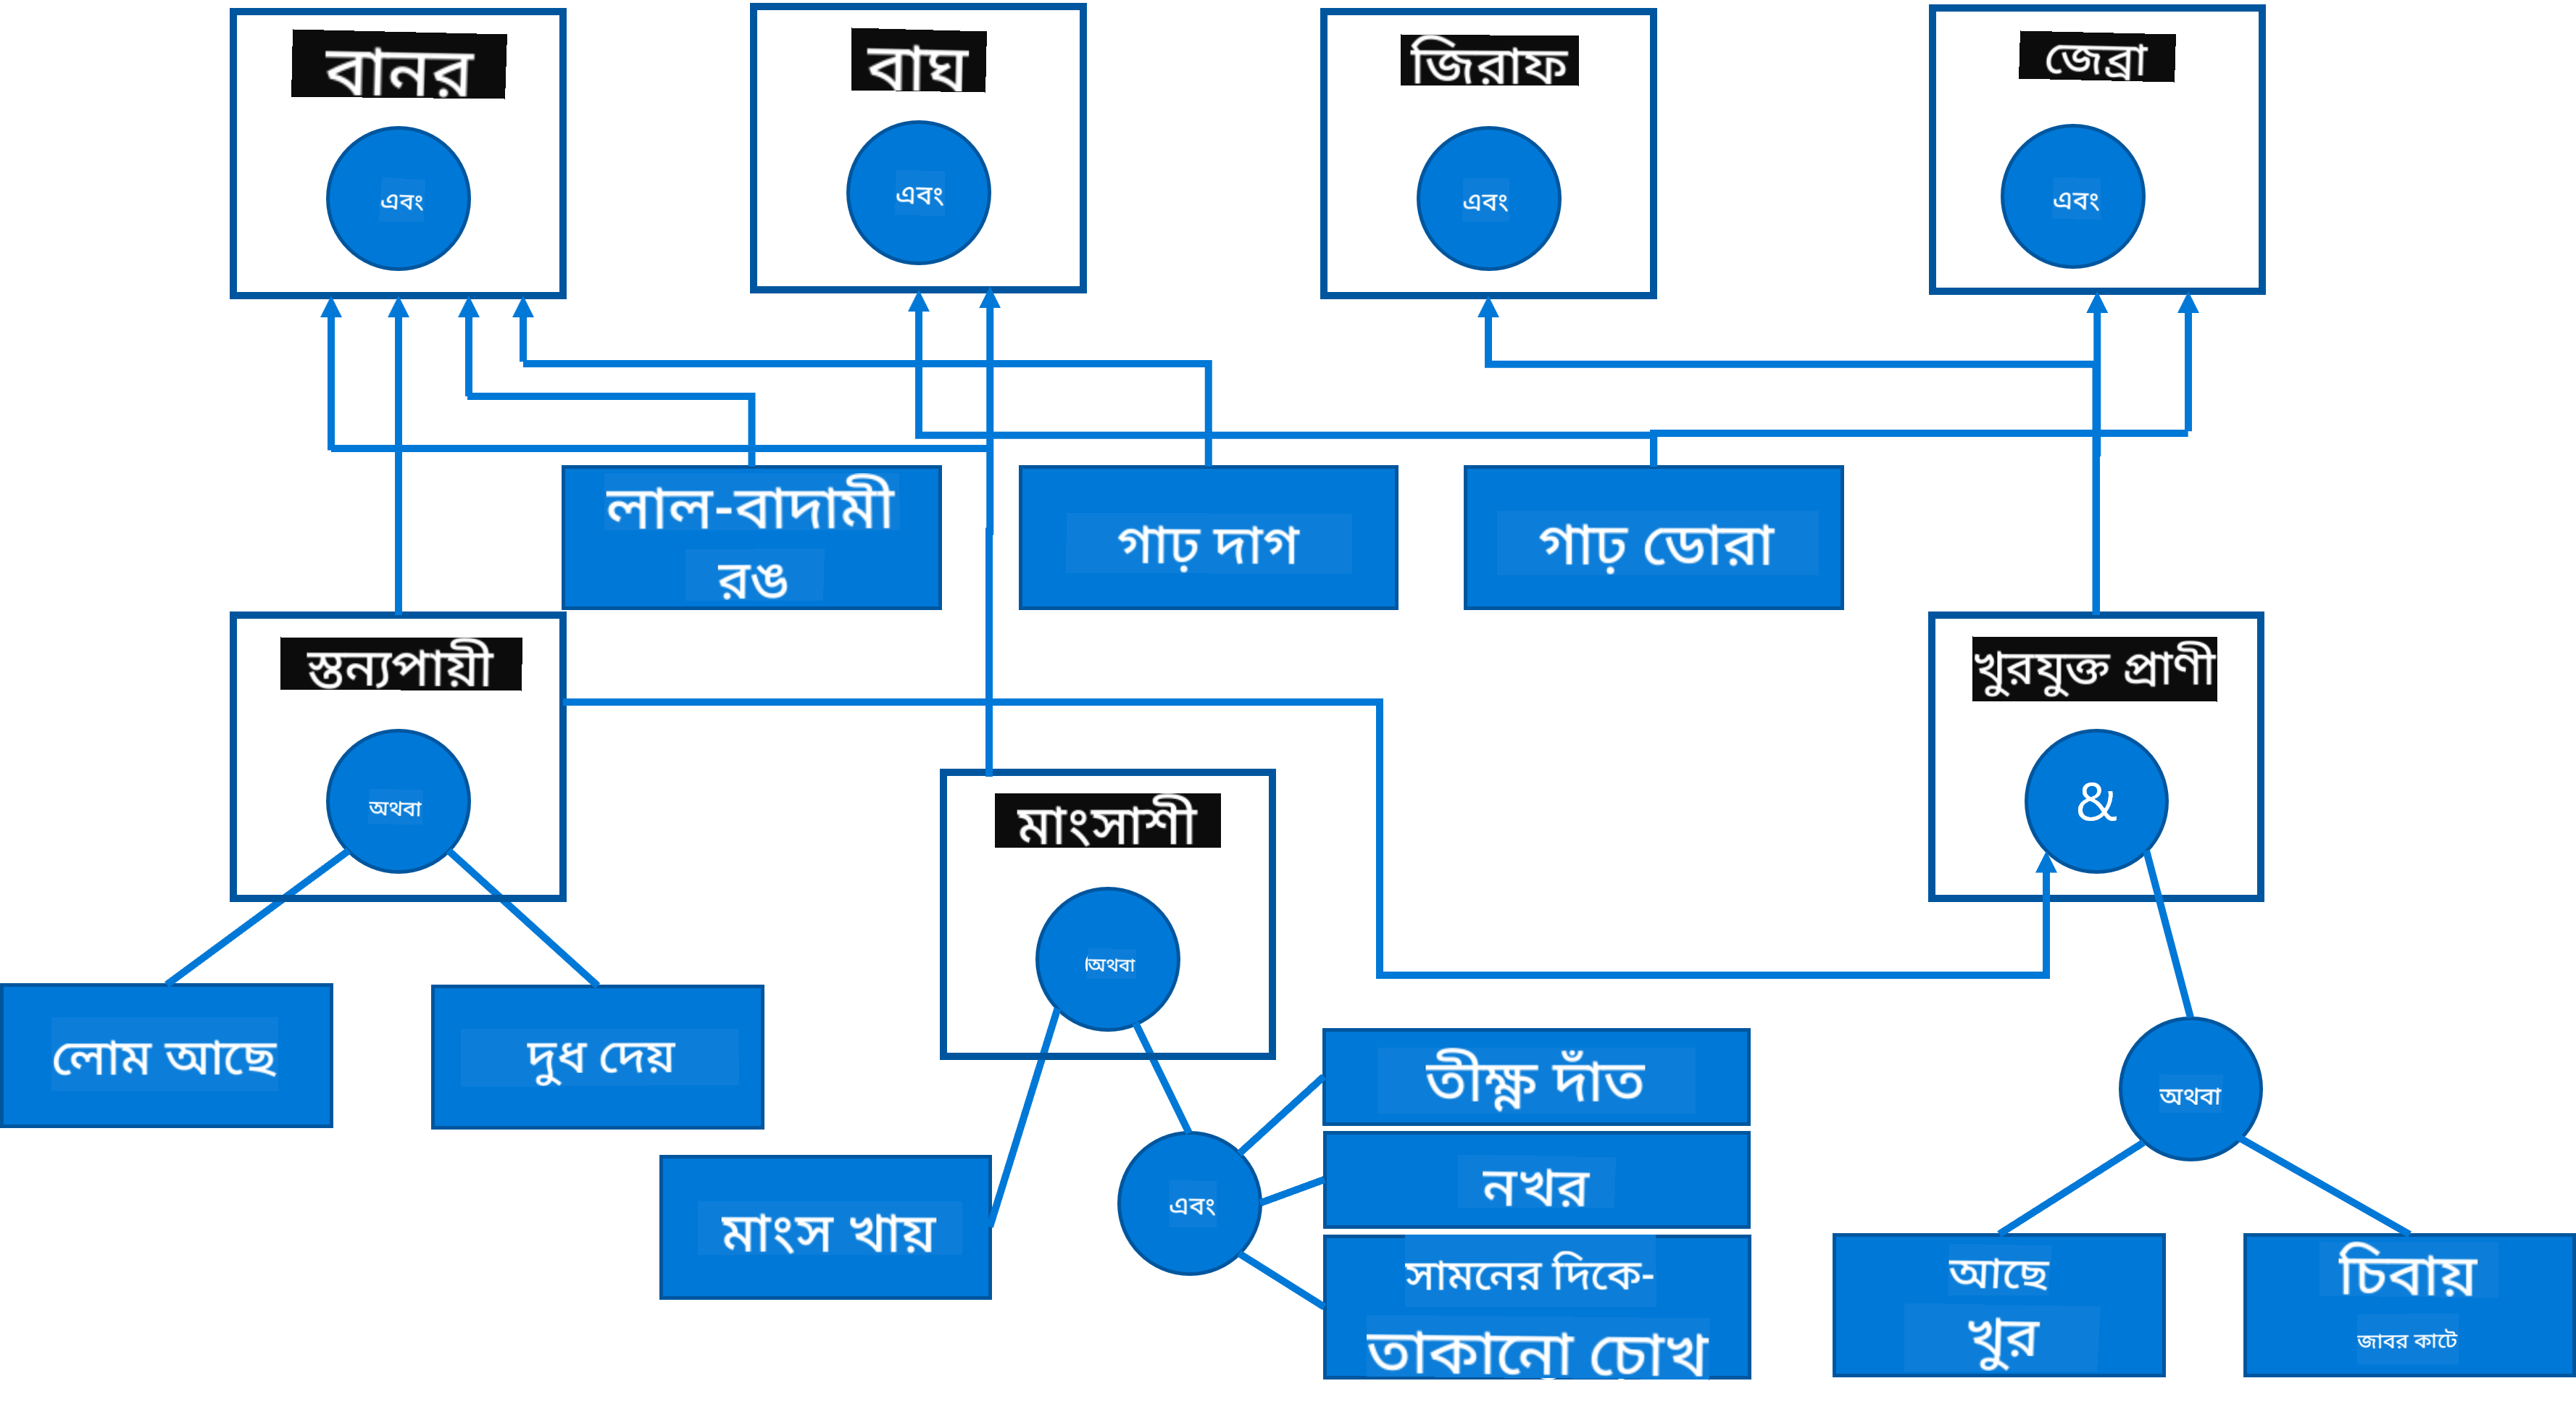 বানর
বাঘ
জিরাফ
জেব্রা
এবং
এবং
এবং
এবং
লাল-বাদামী
রঙ
গাঢ় দাগ
গাঢ় ডোরা
স্তন্যপায়ী
খুরযুক্ত প্রাণী
অথবা
&
মাংসাশী
অথবা
লোম আছে
দুধ দেয়
তীক্ষ্ণ দাঁত
অথবা
মাংস খায়
এবং
নখর
সামনের দিকে-
তাকানো চোখ
আছে
খুর
চিবায়
জাবর কাটে